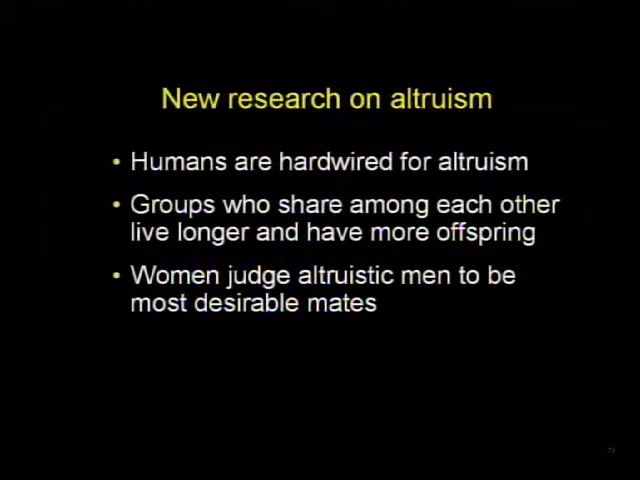 New research on altruism
• Humans are hardwired for altruism
• Groups who share among each other
live longer and have more offspring
• Women judge altruistic men to be
most desirable mates